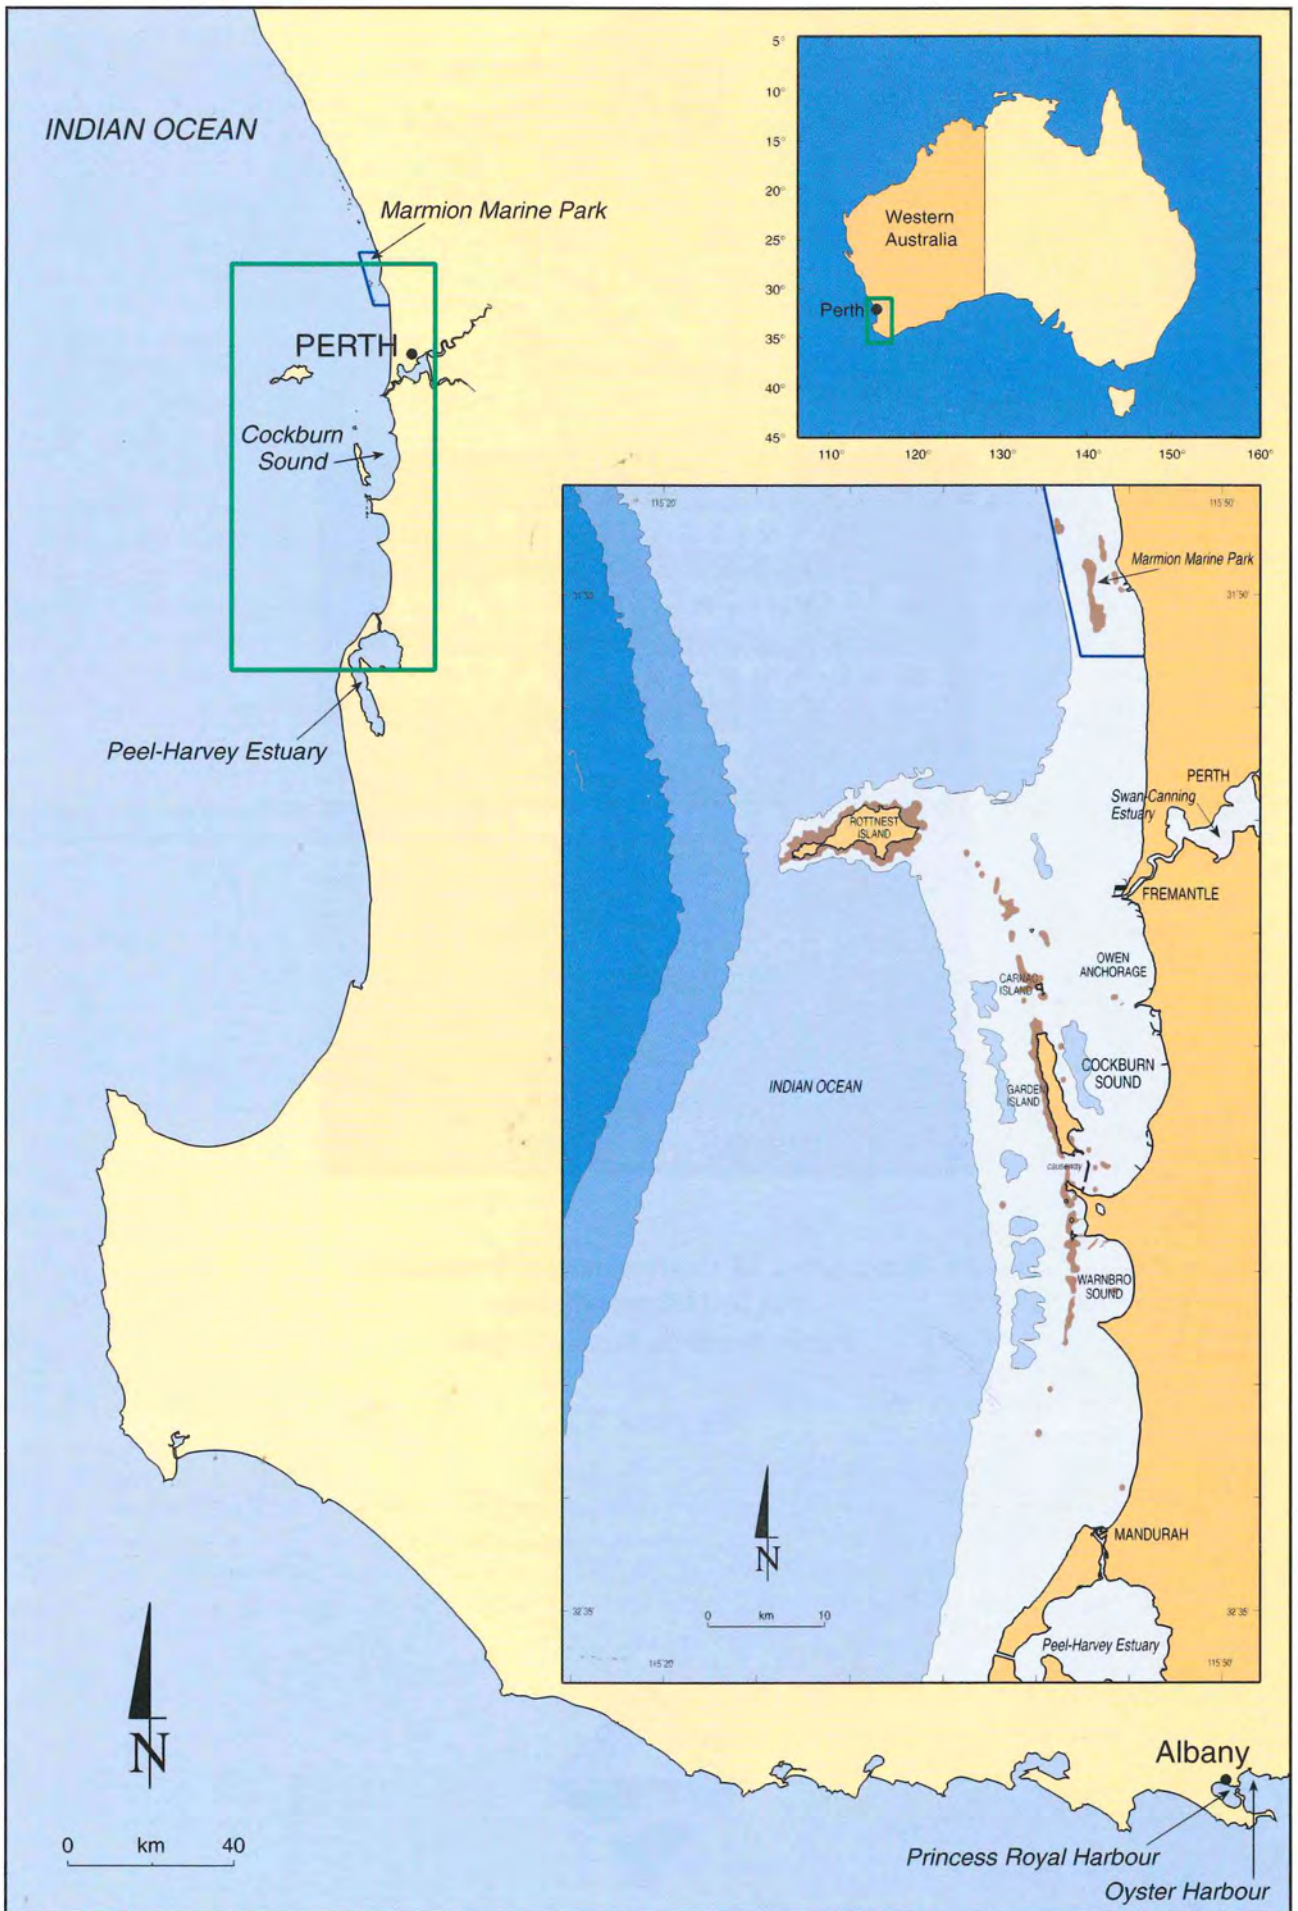 INDIAN OCEAN
Marmion Marine Park
PERTH
Cockburn
Sound
Peel-Harvey Estuary
N
0 km 40
Albany
Princess Royal Harbour
Oyster Harbour
5°
10°
15°
20°
25°
30°
35°
40°
45°
110° 120° 130° 140° 150° 160°
Western
Australia
Perth
115°20' 115°50'
31°50'
Marmion Marine Park
PERTH
Swan-Canning
Estuary
ROTTNEST
ISLAND
FREMANTLE
OWEN
ANCHORAGE
CARNAC
ISLAND
COCKBURN
SOUND
INDIAN OCEAN
GARDEN
ISLAND
causeway
WARNBRO
SOUND
MANDURAH
N
0 km 10
32°35' 32°35'
Peel-Harvey Estuary
115°20' 115°50'